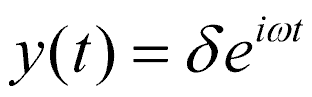 y(t) = δe^{iωt}